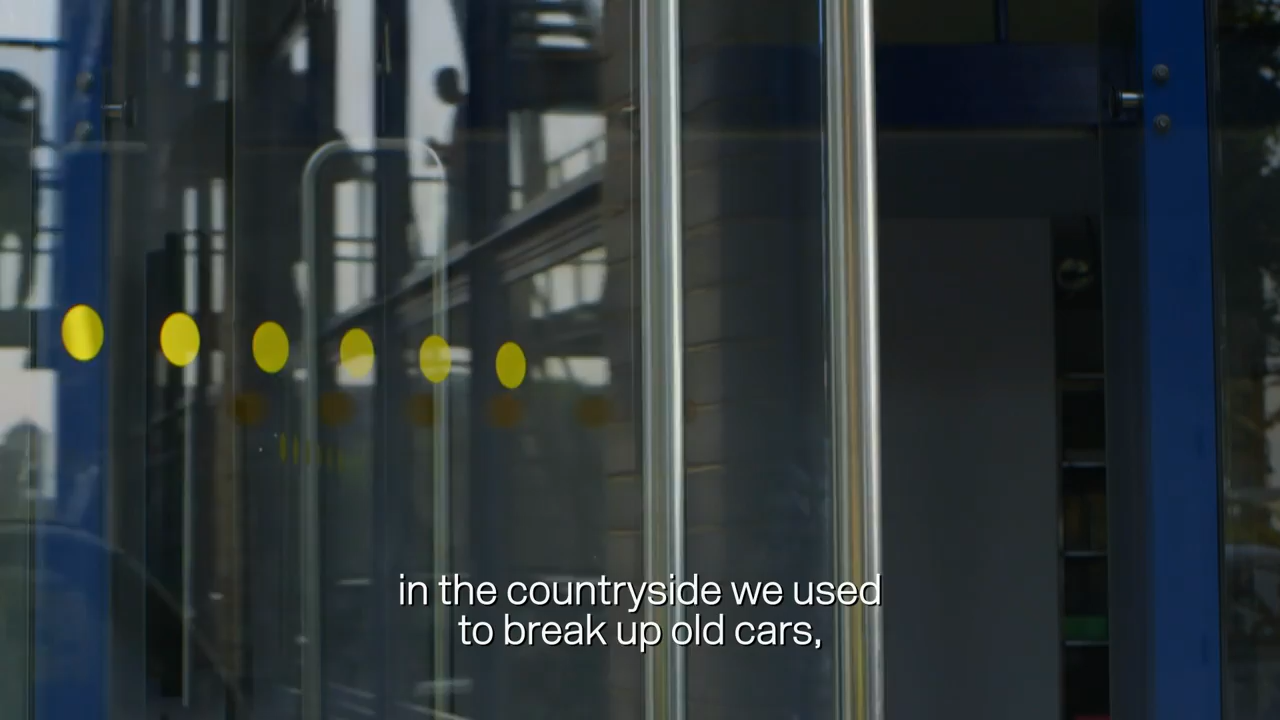 in the countryside we used
to break up old cars,